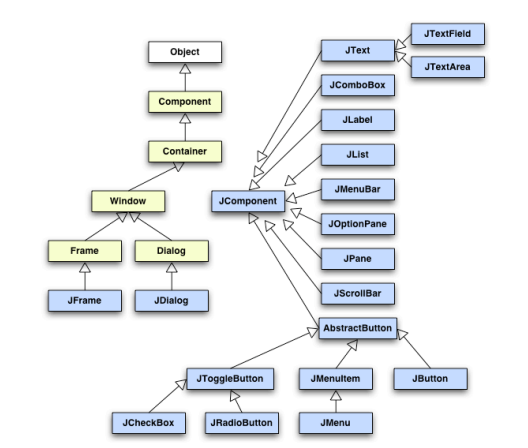 JTextField
Object
JText
JTextArea
JComboBox
Component
JLabel
Container
JList
JMenuBar
Window
JComponent
JOptionPane
Frame
Dialog
JPane
JFrame
JDialog
JScrollBar
AbstractButton
JToggleButton
JMenuItem
JButton
JCheckBox
JRadioButton
JMenu